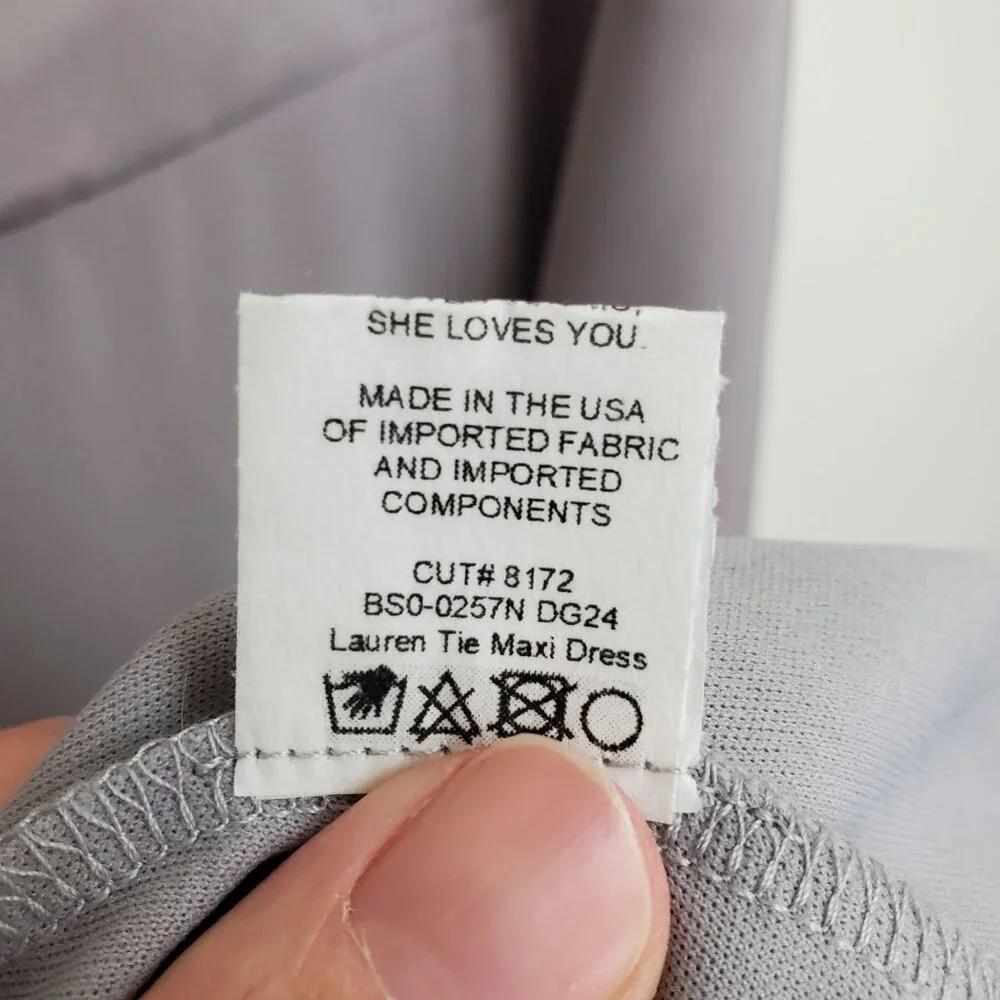 SHE LOVES YOU.
MADE IN THE USA
OF IMPORTED FABRIC
AND IMPORTED
COMPONENTS
CUT# 8172
BS0-0257N DG24
Lauren Tie Maxi Dress